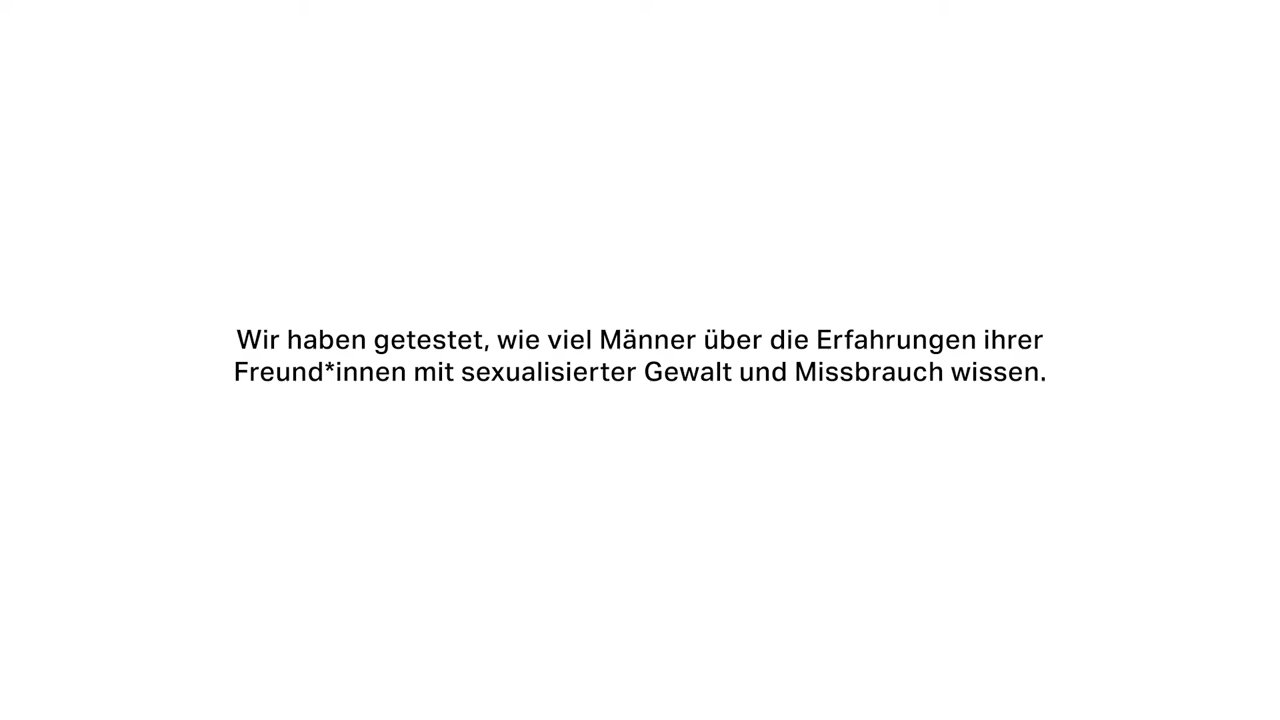 Wir haben getestet, wie viel Männer über die Erfahrungen ihrer
Freund*innen mit sexualisierter Gewalt und Missbrauch wissen.